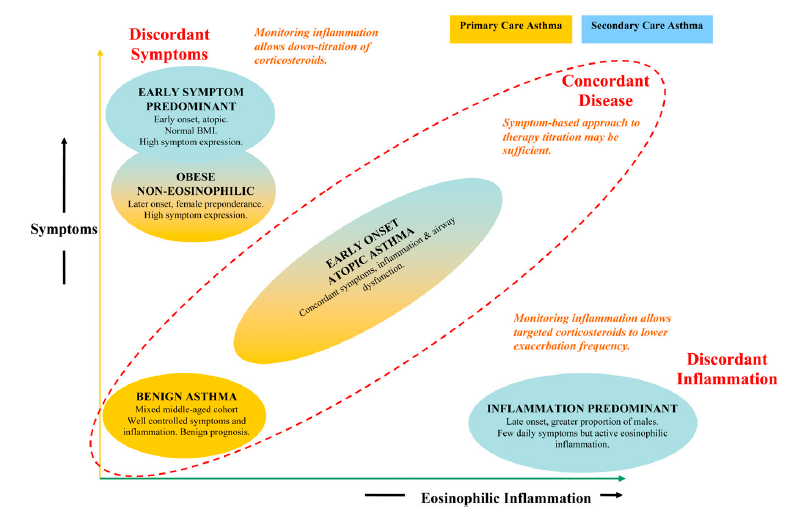 Discordant
Symptoms
Monitoring inflammation
allows down-titration of
corticosteroids.
Primary Care Asthma
Secondary Care Asthma
Concordant
Disease
Symptom-based approach to
therapy titration may be
sufficient.
EARLY SYMPTOM
PREDOMINANT
Early onset, atopic.
Normal BMI.
High symptom expression.
OBESE
NON-EOSINOPHILIC
Later onset, female preponderance.
High symptom expression.
Symptoms
EARLY ONSET
ATOPIC ASTHMA
Concordant symptoms, inflammation & airway
dysfunction.
Monitoring inflammation allows
targeted corticosteroids to lower
exacerbation frequency.
Discordant
Inflammation
BENIGN ASTHMA
Mixed middle-aged cohort
Well controlled symptoms and
inflammation. Benign prognosis.
INFLAMMATION PREDOMINANT
Late onset, greater proportion of males.
Few daily symptoms but active eosinophilic
inflammation.
Eosinophilic Inflammation